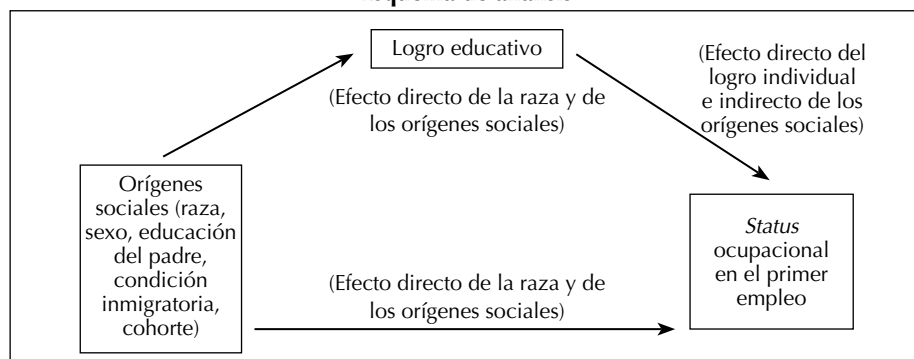 Logro educativo
(Efecto directo del
logro individual
e indirecto de los
orígenes sociales)
(Efecto directo de la raza y de
los orígenes sociales)
Orígenes
sociales (raza,
sexo, educación
del padre,
condición
inmigratoria,
cohorte)
Status
ocupacional
en el primer
empleo
(Efecto directo de la raza y de
los orígenes sociales)